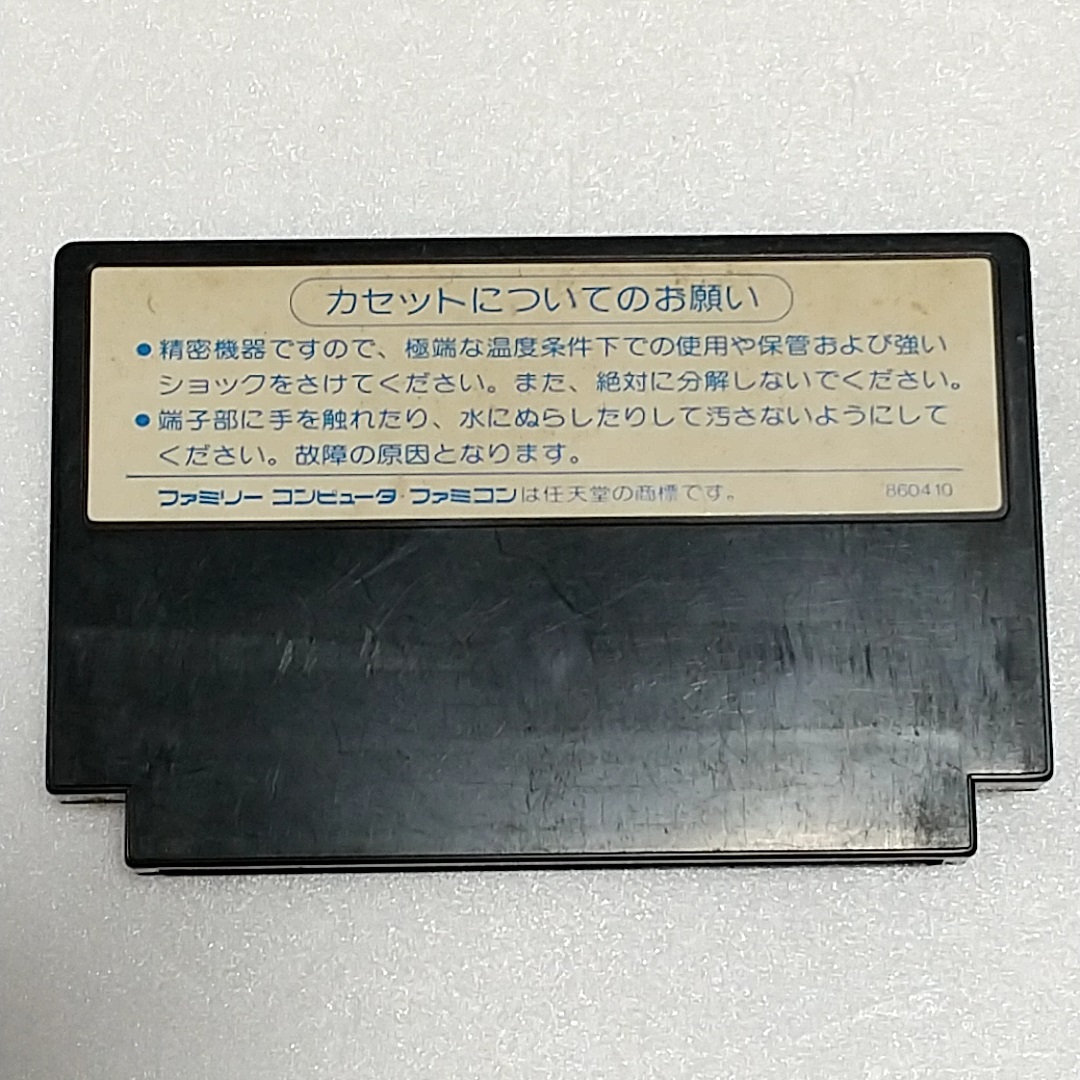 カセットについてのお願い
●精密機器ですので、極端な温度条件下での使用や保管および強い
ショックをさけてください。また、絶対に分解しないでください。
●端子部に手を触れたり、水にぬらしたりして汚さないようにして
ください。故障の原因となります。
ファミリー コンピュータ・ファミコンは任天堂の商標です。 860410